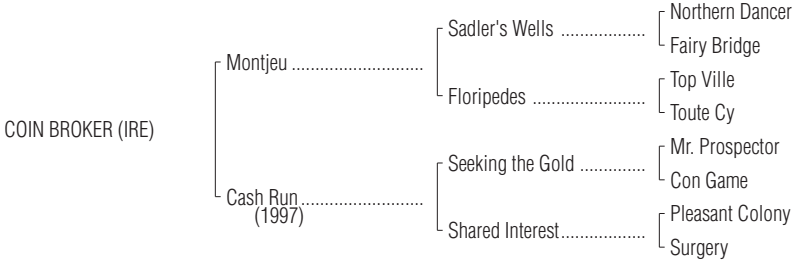 Northern Dancer
Sadler's Wells ...................
Fairy Bridge
Montjeu ............................
Top Ville
Floripedes .........................
Toute Cy
COIN BROKER (IRE)
Mr. Prospector
Seeking the Gold ..............
Con Game
Cash Run ..........................
(1997)
Pleasant Colony
Shared Interest ..................
Surgery